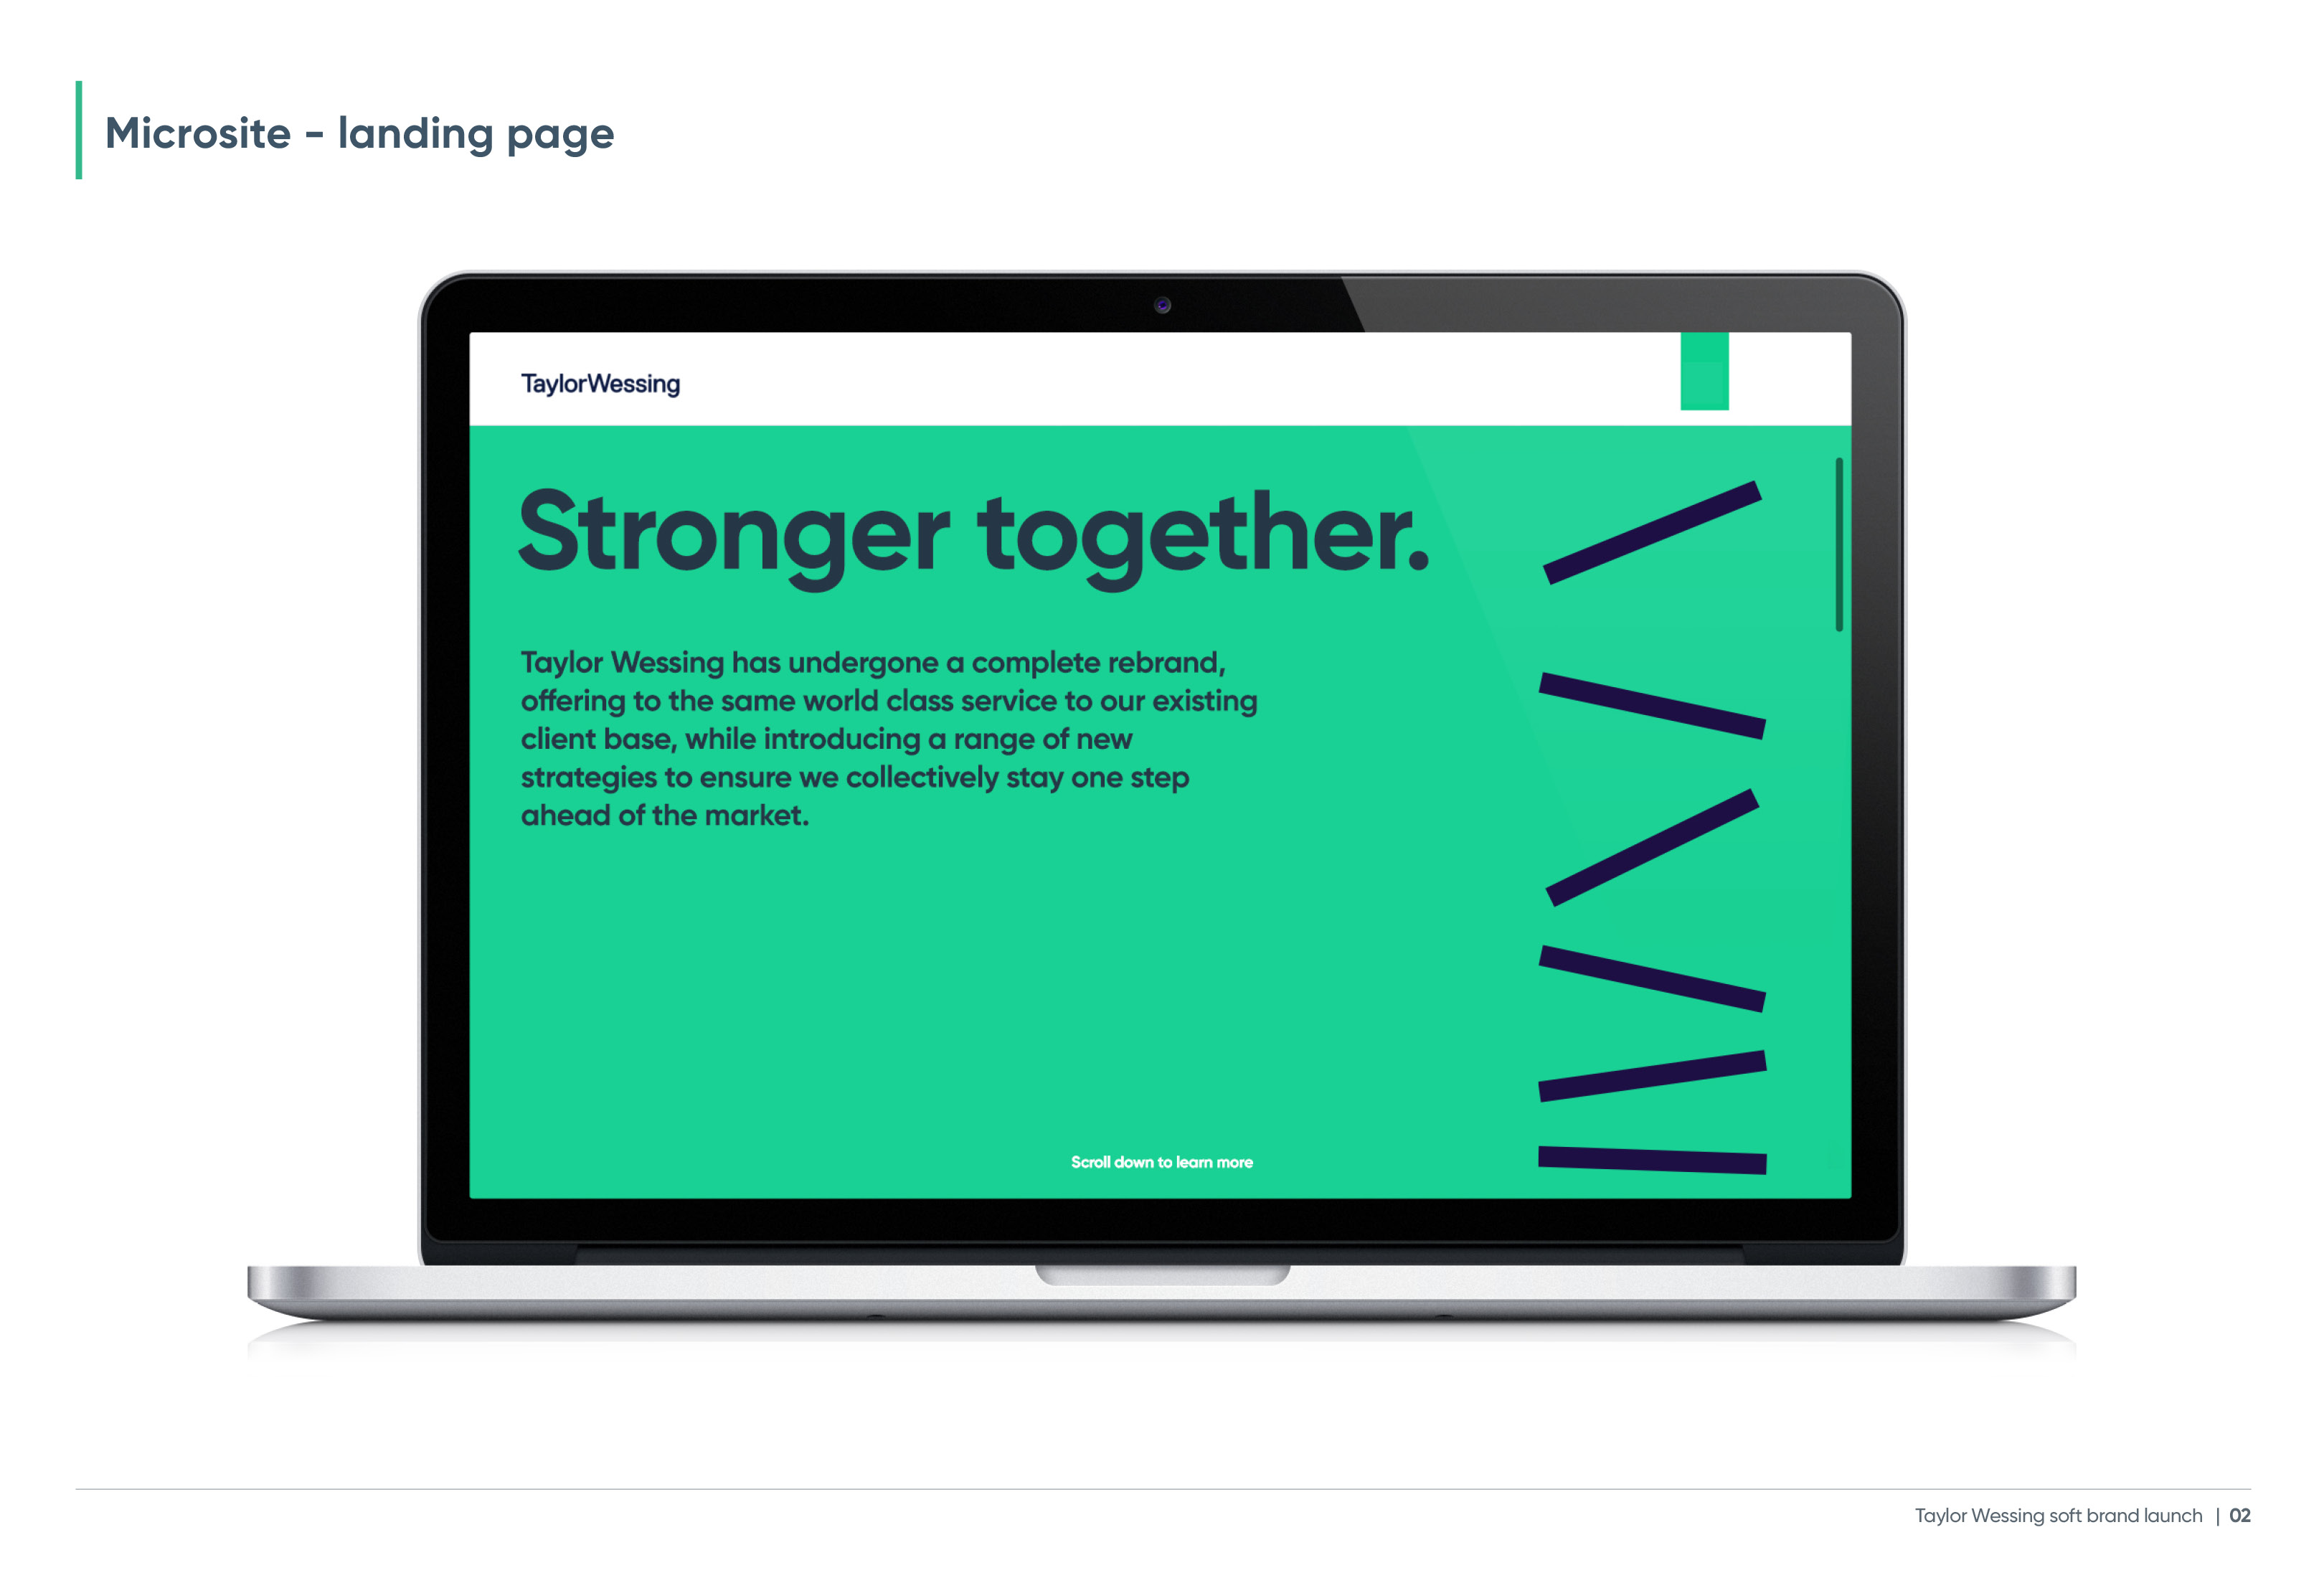 Microsite - landing page
TaylorWessing
Stronger together.
Taylor Wessing has undergone a complete rebrand,
offering to the same world class service to our existing
client base, while introducing a range of new
strategies to ensure we collectively stay one step
ahead of the market.
Scroll down to learn more
Taylor Wessing soft brand launch | 02